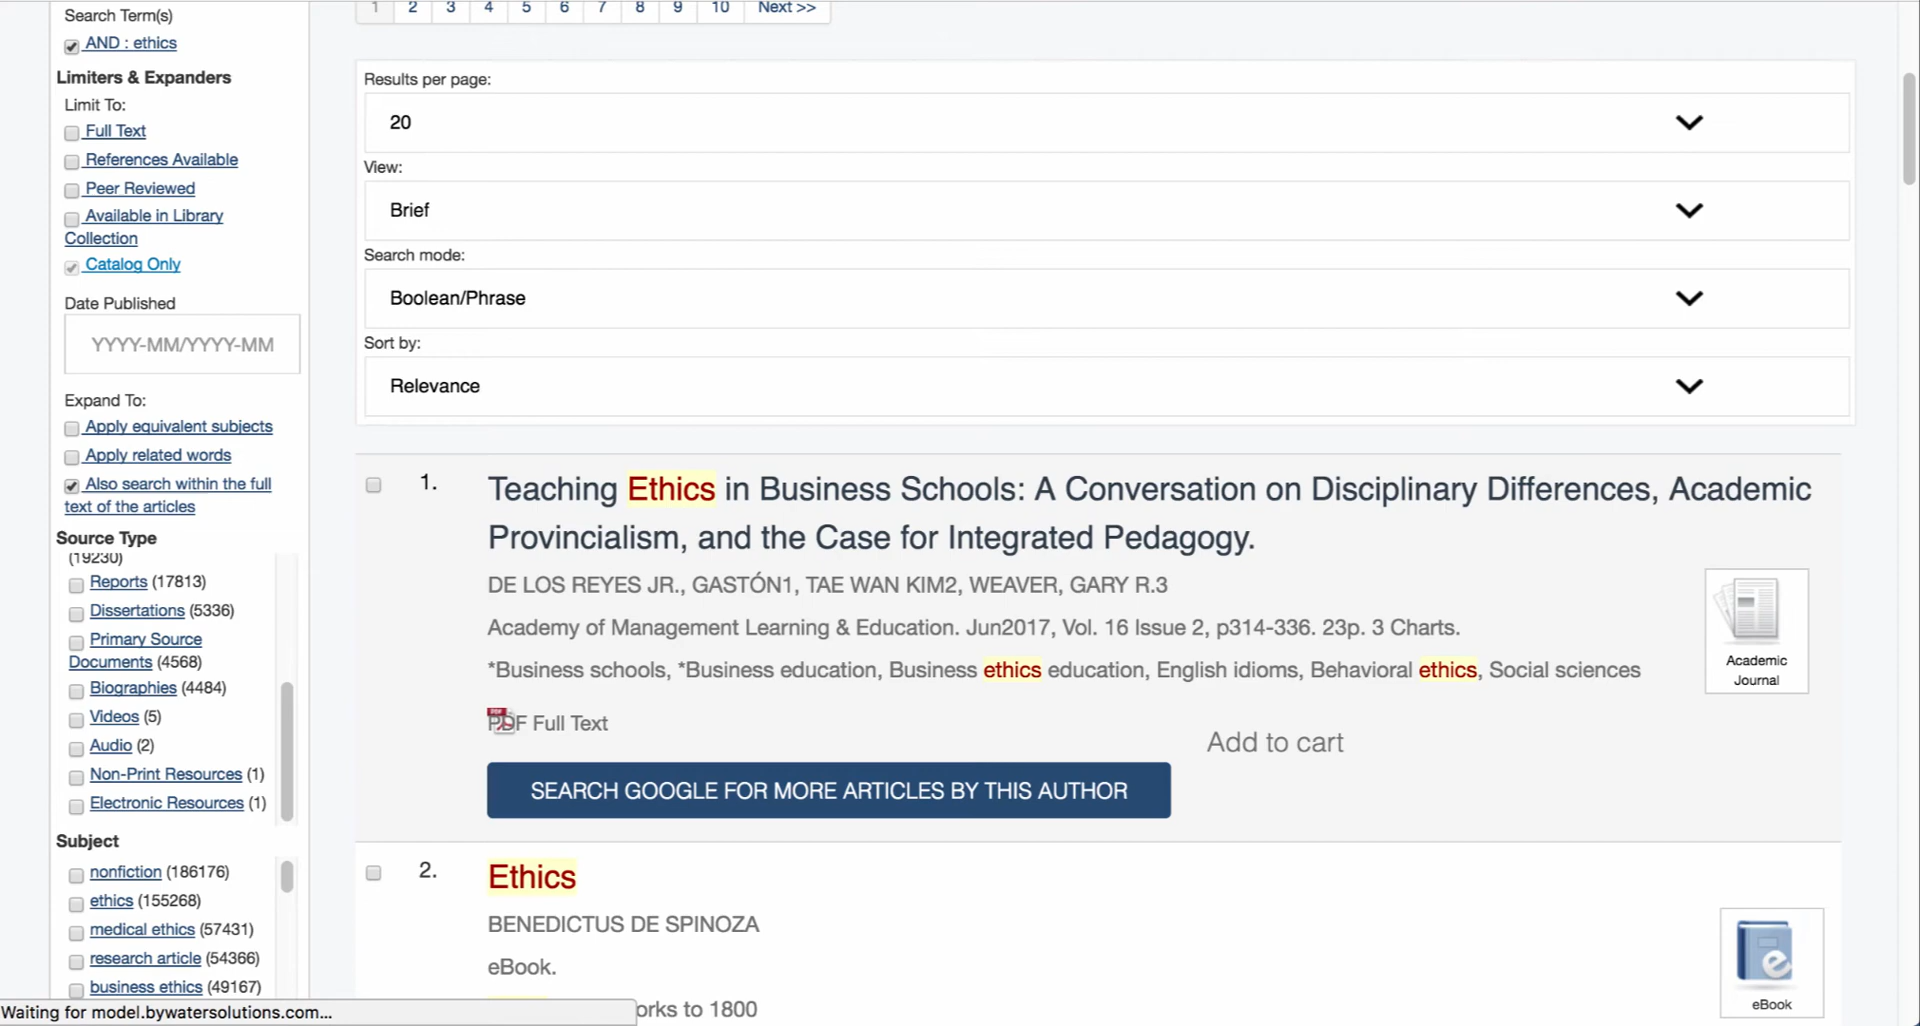 Search Term(s)
AND : ethics
Limiters & Expanders
Limit To:
Full Text
References Available
Peer Reviewed
Available in Library
Collection
Catalog Only
Date Published
YYYY-MM/YYYY-MM
Expand To:
Apply equivalent subjects
Apply related words
Also search within the full
text of the articles
Source Type
(19230)
Reports (17813)
Dissertations (5336)
Primary Source
Documents (4568)
Biographies (4484)
Videos (5)
Audio (2)
Non-Print Resources (1)
Electronic Resources (1)
Subject
nonfiction (186176)
ethics (155268)
medical ethics (57431)
research article (54366)
business ethics (49167)
1 2 3 4 5 6 7 8 9 10 Next >>
Results per page:
20
View:
Brief
Search mode:
Boolean/Phrase
Sort by:
Relevance
1.
Teaching Ethics in Business Schools: A Conversation on Disciplinary Differences, Academic
Provincialism, and the Case for Integrated Pedagogy.
DE LOS REYES JR., GASTÓN1, TAE WAN KIM2, WEAVER, GARY R.3
Academy of Management Learning & Education. Jun2017, Vol. 16 Issue 2, p314-336. 23p. 3 Charts.
*Business schools, *Business education, Business ethics education, English idioms, Behavioral ethics, Social sciences
Academic
Journal
PDF Full Text
Add to cart
SEARCH GOOGLE FOR MORE ARTICLES BY THIS AUTHOR
2.
Ethics
BENEDICTUS DE SPINOZA
eBook.
orks to 1800
eBook
Waiting for model.bywatersolutions.com...